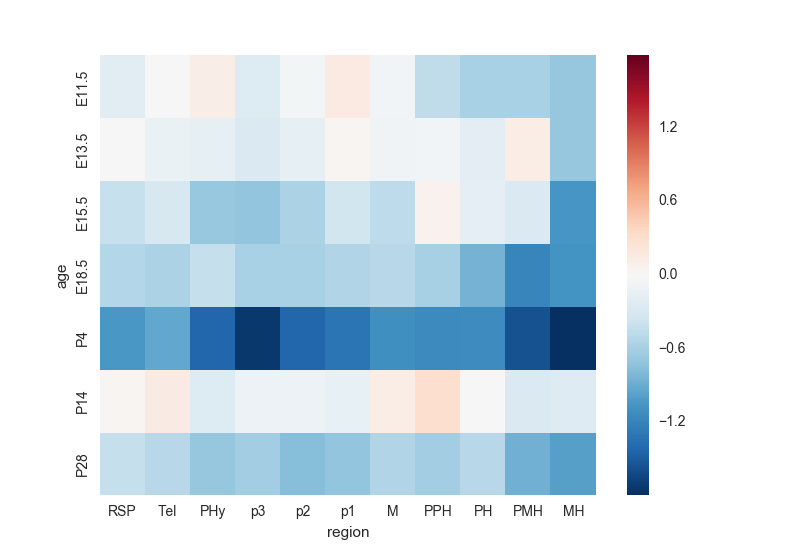 E11.5
E13.5
E15.5
E18.5
P4
P14
P28
age
RSP Tel PHy p3 p2 p1 M PPH PH PMH MH
region
1.2
0.6
0.0
−0.6
−1.2